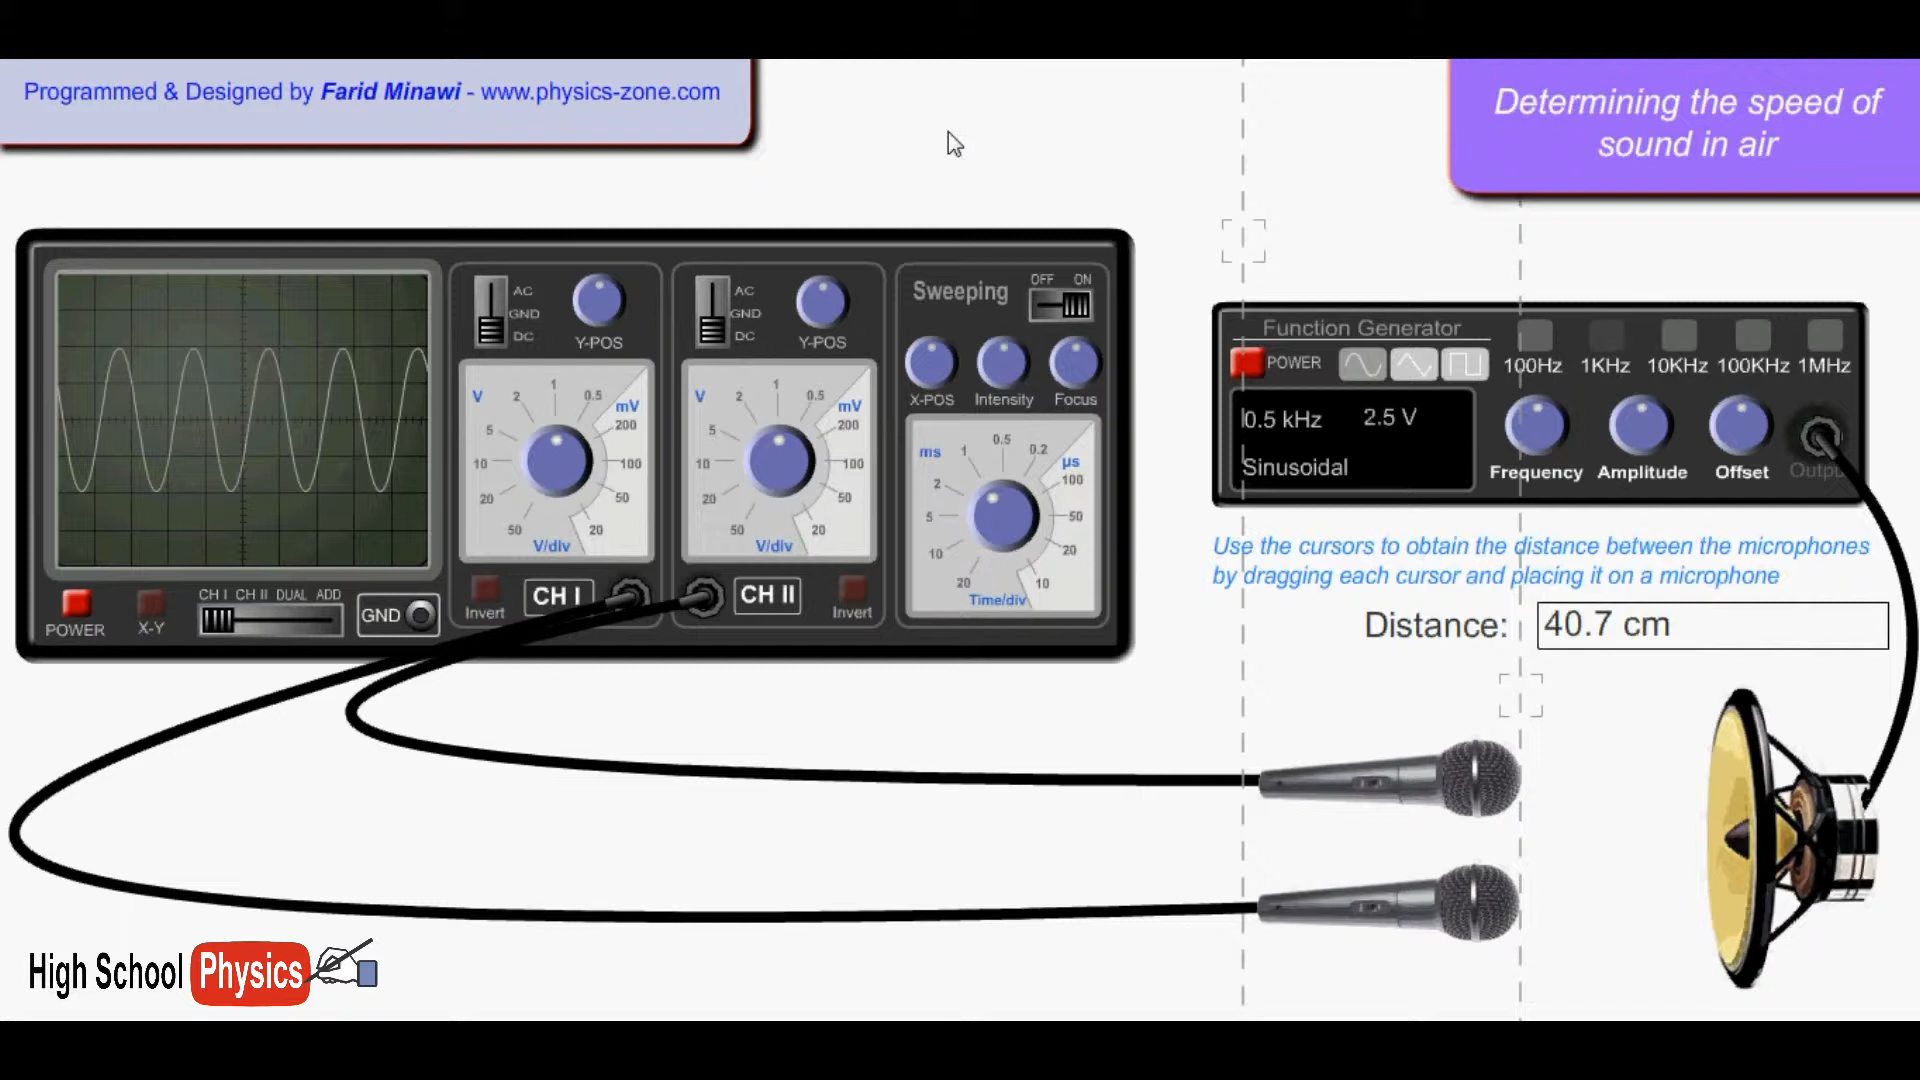 Programmed & Designed by Farid Minawi - www.physics-zone.com
Determining the speed of
sound in air
AC
GND
DC
Y-POS
V
2
1
0.5
mV
200
5
10
100
20
50
50
20
V/div
CH I
Invert
AC
GND
DC
Y-POS
V
2
1
0.5
mV
200
5
10
100
20
50
50
20
V/div
CH II
Invert
Sweeping
OFF ON
X-POS Intensity Focus
ms
1
0.5
0.2
µs
100
2
5
50
10
20
20
10
Time/div
POWER
X-Y
CH I CH II DUAL ADD
GND
Function Generator
POWER
100Hz 1KHz 10KHz 100KHz 1MHz
0.5 kHz 2.5 V
Sinusoidal
Frequency Amplitude Offset Output
Use the cursors to obtain the distance between the microphones
by dragging each cursor and placing it on a microphone
Distance: 40.7 cm
High School Physics